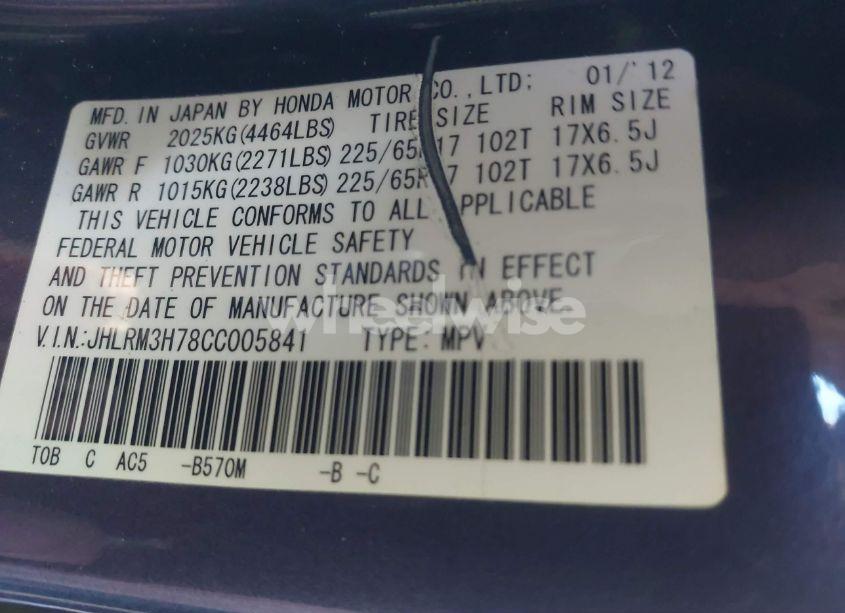 MFD. IN JAPAN BY HONDA MOTOR CO.,LTD; 01/'12
GVWR 2025KG(4464LBS) TIRE SIZE RIM SIZE
GAWR F 1030KG(2271LBS) 225/65R17 102T 17X6.5J
GAWR R 1015KG(2238LBS) 225/65R17 102T 17X6.5J
THIS VEHICLE CONFORMS TO ALL APPLICABLE
FEDERAL MOTOR VEHICLE SAFETY
AND THEFT PREVENTION STANDARDS IN EFFECT
ON THE DATE OF MANUFACTURE SHOWN ABOVE.
wheelwise
V.I.N.:JHLRM3H78CC005841 TYPE: MPV
TOB C AC5 -B570M -B -C